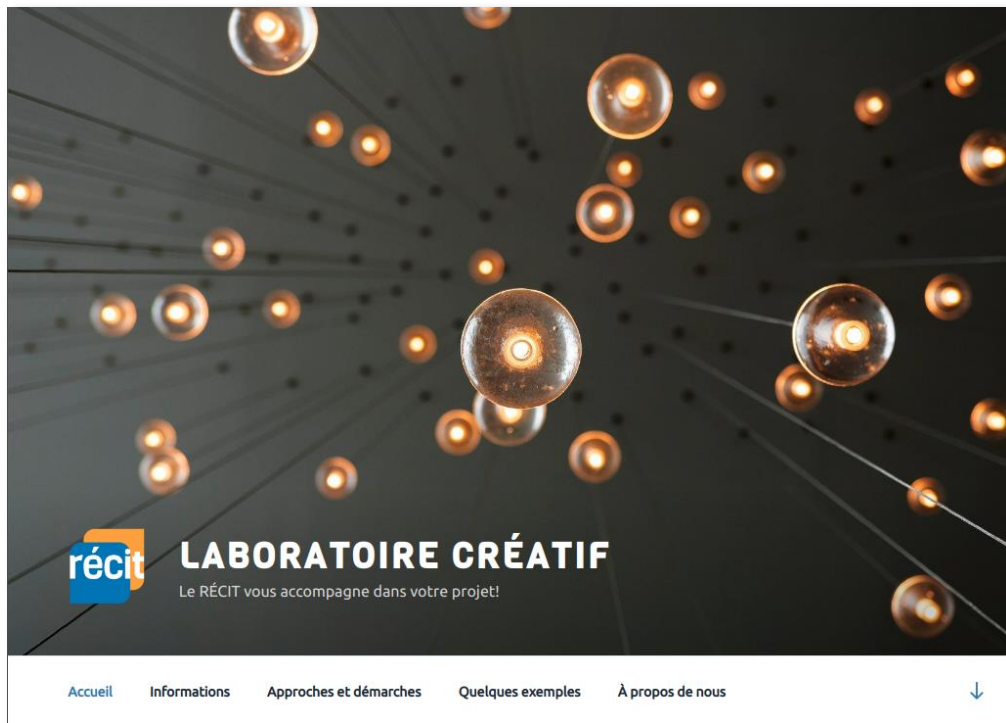 récit
LABORATOIRE CRÉATIF
Le RÉCIT vous accompagne dans votre projet!
Accueil Informations Approches et démarches Quelques exemples À propos de nous